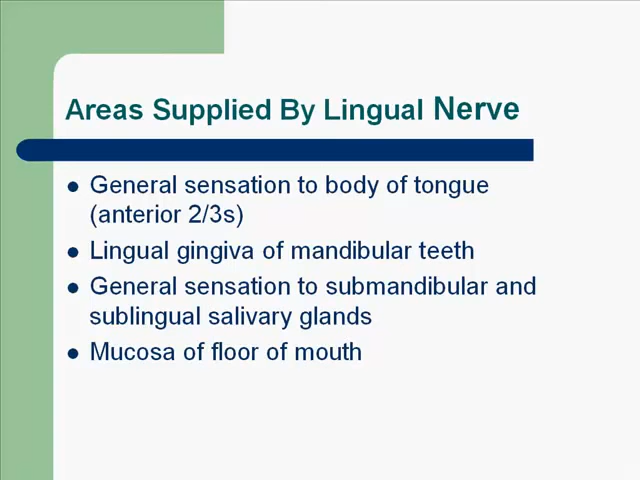 Areas Supplied By Lingual Nerve
General sensation to body of tongue
(anterior 2/3s)
Lingual gingiva of mandibular teeth
General sensation to submandibular and
sublingual salivary glands
Mucosa of floor of mouth